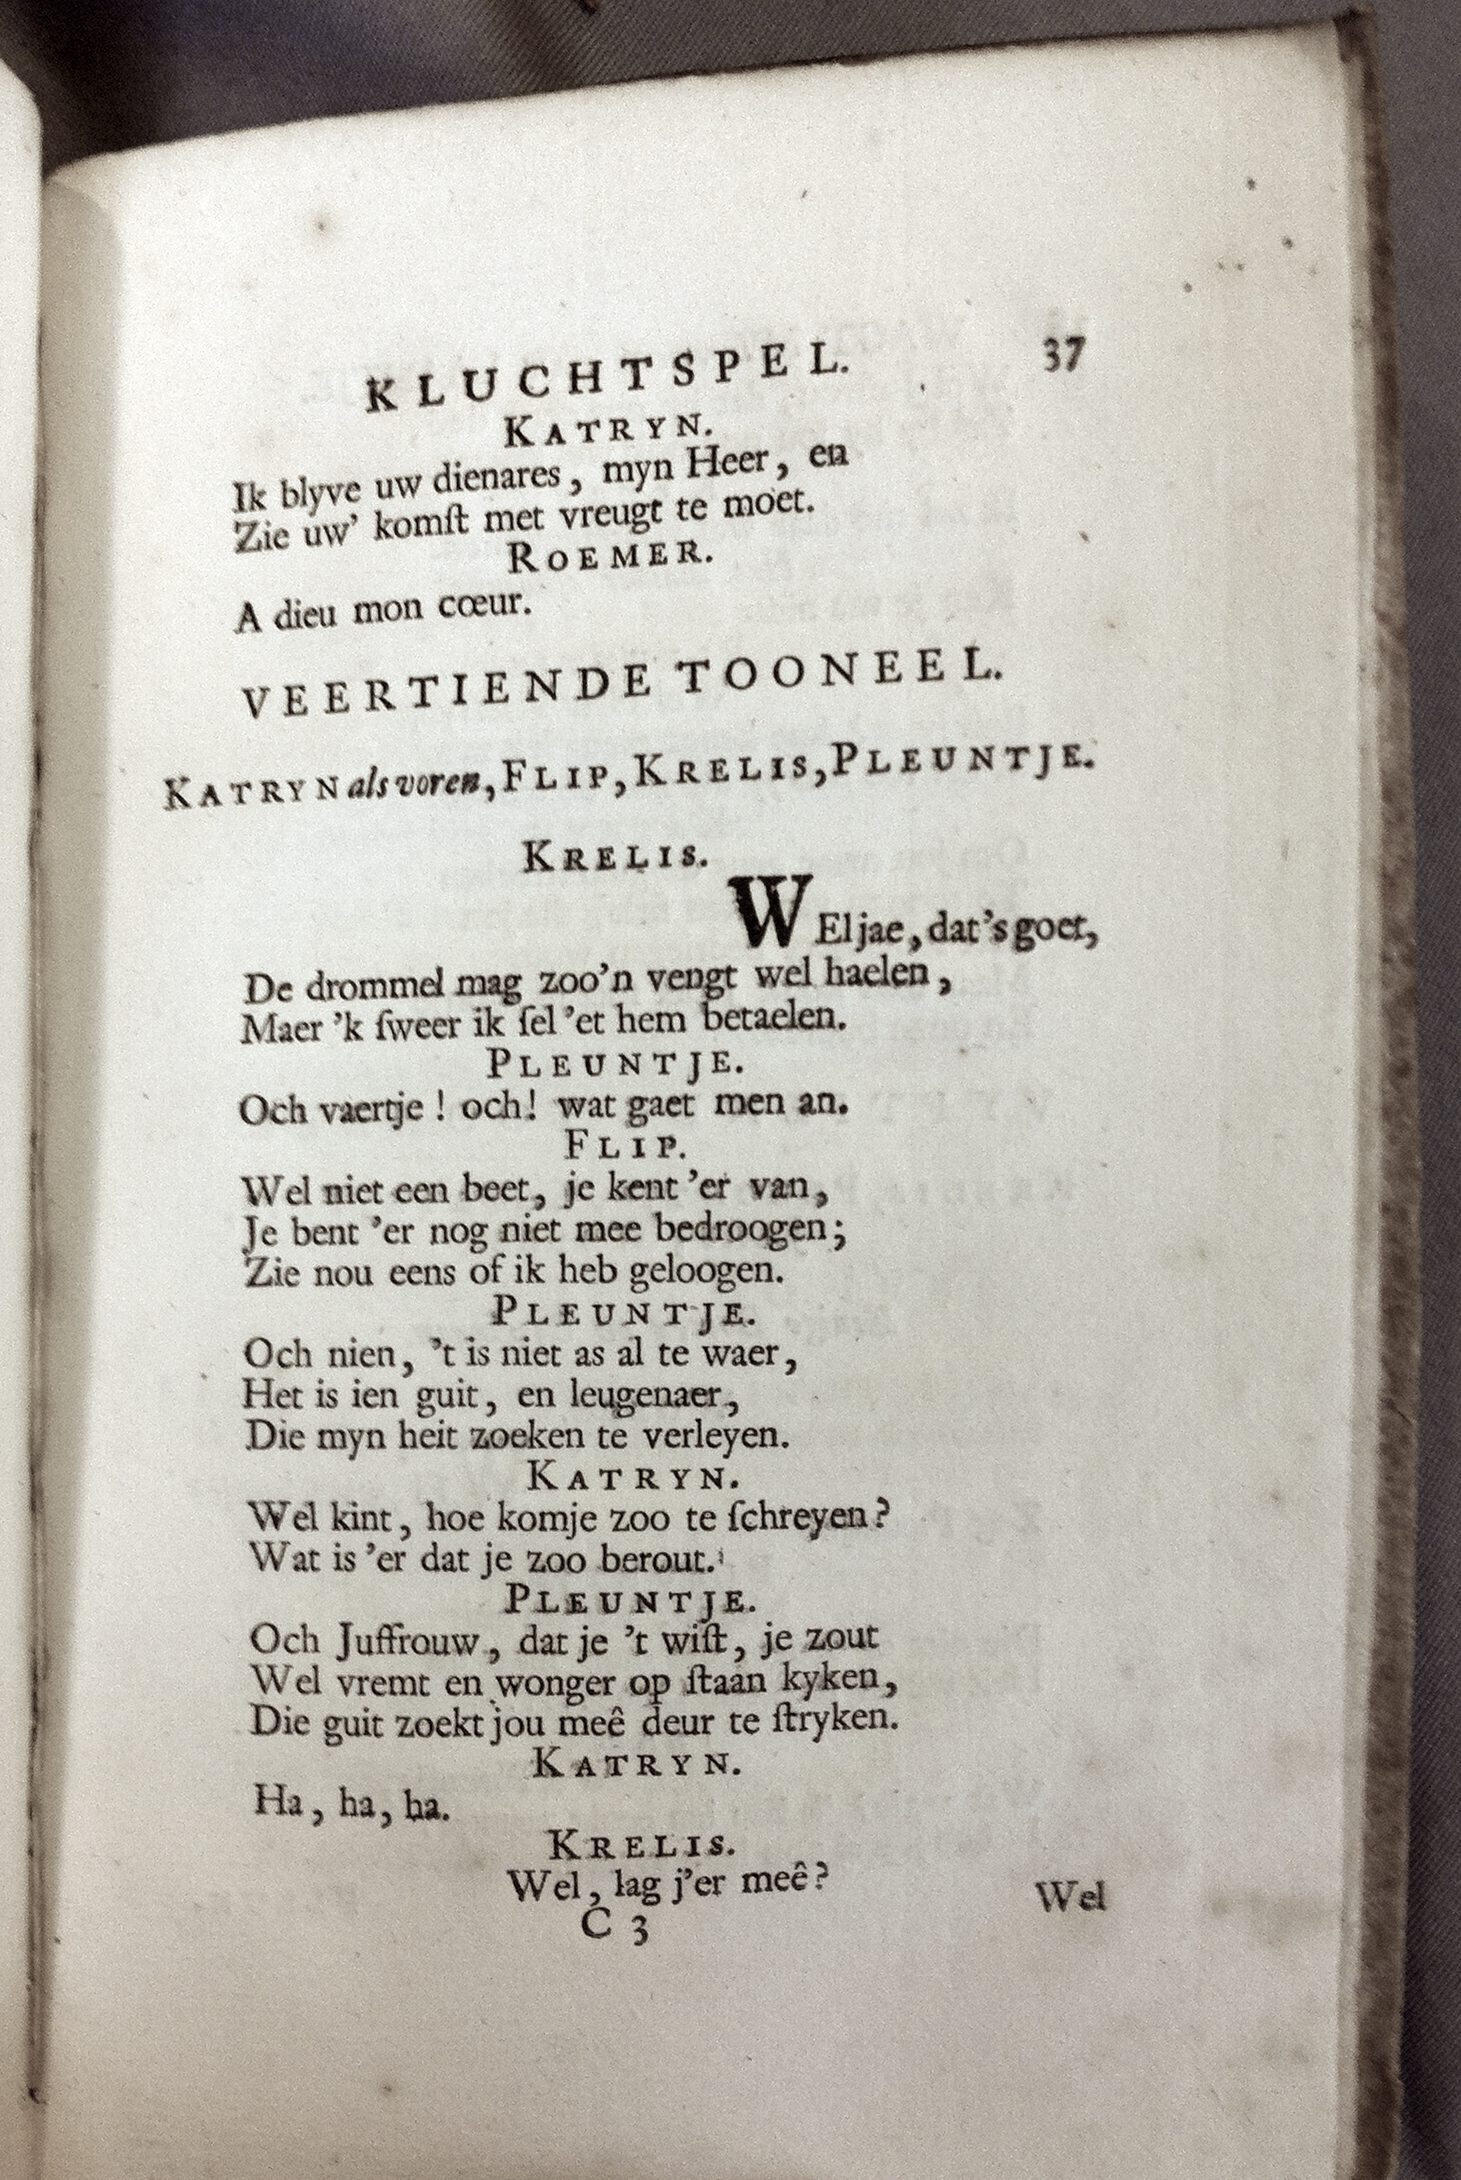 KLUCHTSPEL. 37
KATRYN.
Ik blyve uw dienares, myn Heer, en
Zie uw' komſt met vreugt te moet.
ROEMER.
A dieu mon cœur.
VEERTIENDE TOONEEL.
KATRYN als voren, FLIP, KRELIS, PLEUNTJE.
KRELIS.
WEl jae, dat's goet,
De drommel mag zoo'n vengt wel haelen,
Maer 'k ſweer ik ſel 'et hem betaelen.
PLEUNTJE.
Och vaertje! och! wat gaet men an.
FLIP.
Wel niet een beet, je kent 'er van,
Je bent 'er nog niet mee bedroogen;
Zie nou eens of ik heb geloogen.
PLEUNTJE.
Och nien, 't is niet as al te waer,
Het is ien guit, en leugenaer,
Die myn heit zoeken te verleyen.
KATRYN.
Wel kint, hoe komje zoo te ſchreyen?
Wat is 'er dat je zoo berout.
PLEUNTJE.
Och Juffrouw, dat je 't wiſt, je zout
Wel vremt en wonger op ſtaan kyken,
Die guit zoekt jou meê deur te ſtryken.
KATRYN.
Ha, ha, ha.
KRELIS.
Wel, lag j'er meê?
C 3 Wel